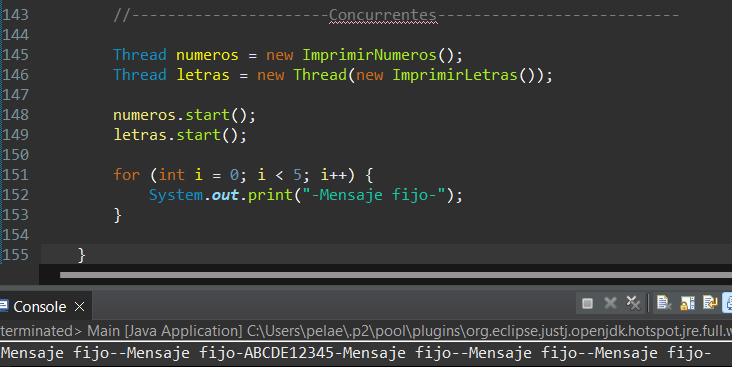 143 //----------------------Concurrentes---------------------------
144
145 Thread numeros = new ImprimirNumeros();
146 Thread letras = new Thread(new ImprimirLetras());
147
148 numeros.start();
149 letras.start();
150
151 for (int i = 0; i < 5; i++) {
152 System.out.print("-Mensaje fijo-");
153 }
154
155 }
Console
terminated> Main [Java Application] C:\Users\pelae\.p2\pool\plugins\org.eclipse.justj.openjdk.hotspot.jre.full.w
Mensaje fijo--Mensaje fijo-ABCDE12345-Mensaje fijo--Mensaje fijo--Mensaje fijo-